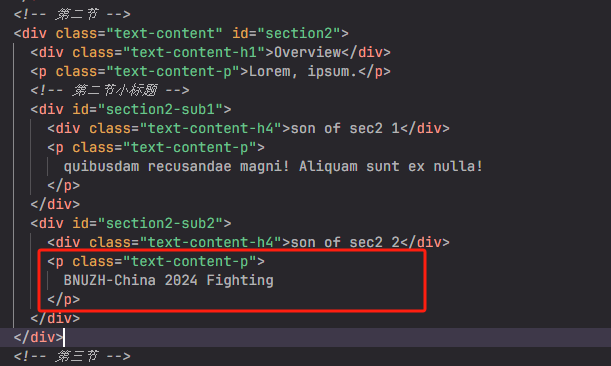 <!-- 第二节 -->
<div class="text-content" id="section2">
<div class="text-content-h1">Overview</div>
<p class="text-content-p">Lorem, ipsum.</p>
<!-- 第二节小标题 -->
<div id="section2-sub1">
<div class="text-content-h4">son of sec2 1</div>
<p class="text-content-p">
quibusdam recusandae magni! Aliquam sunt ex nulla!
</p>
</div>
<div id="section2-sub2">
<div class="text-content-h4">son of sec2 2</div>
<p class="text-content-p">
BNUZH-China 2024 Fighting
</p>
</div>
</div>
<!-- 第三节 -->